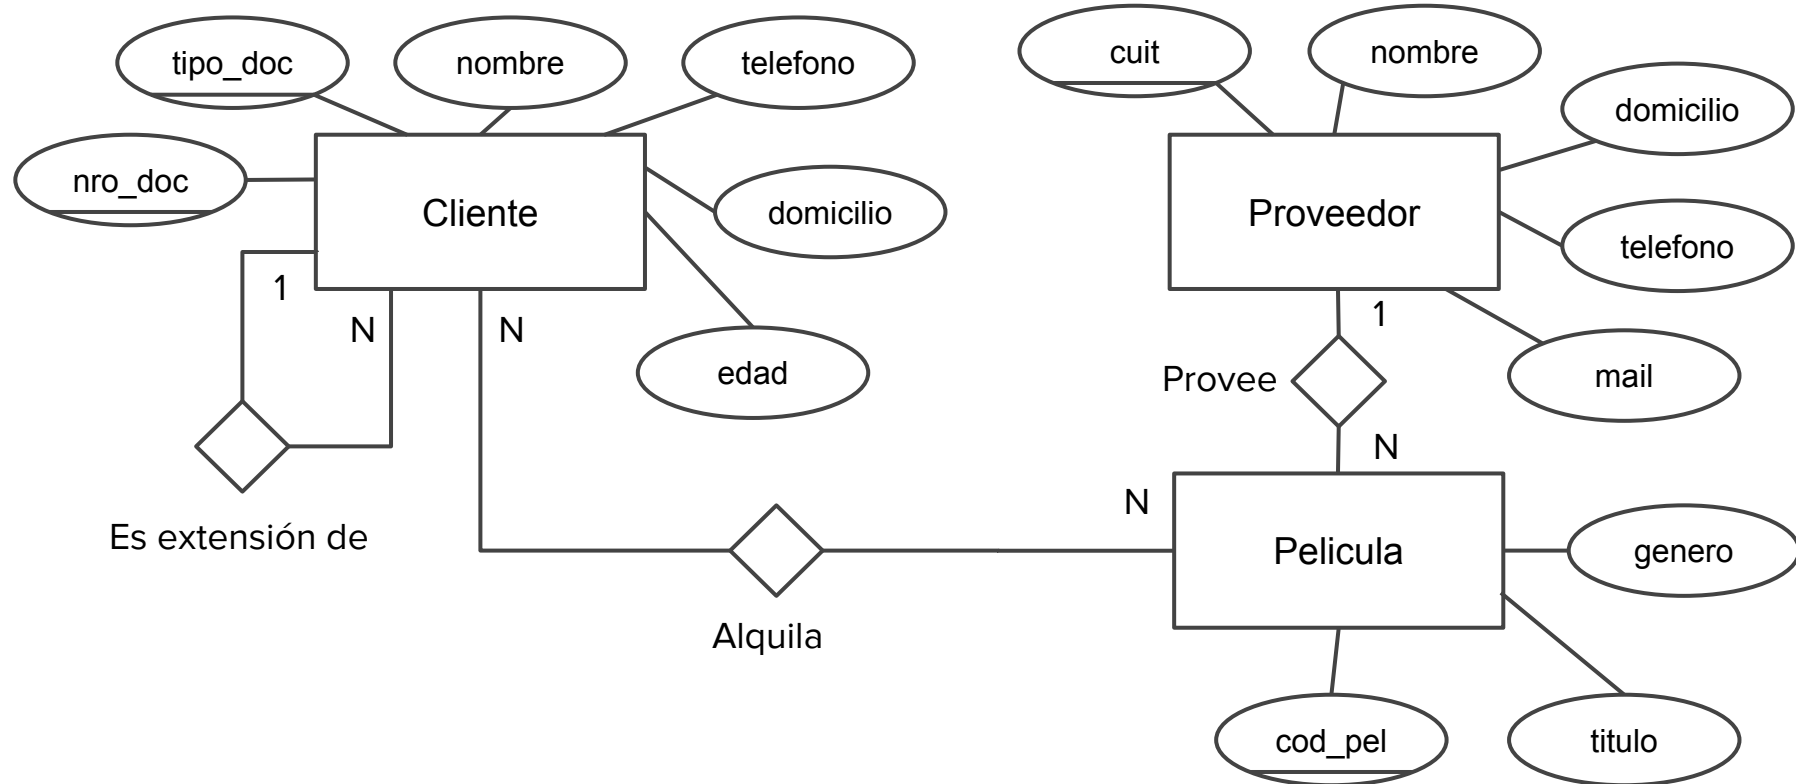 tipo_doc
nombre
telefono
cuit
nombre
domicilio
nro_doc
Cliente
domicilio
Proveedor
telefono
1
N
N
edad
1
Provee
mail
N
Es extensión de
N
Alquila
Pelicula
genero
cod_pel
titulo